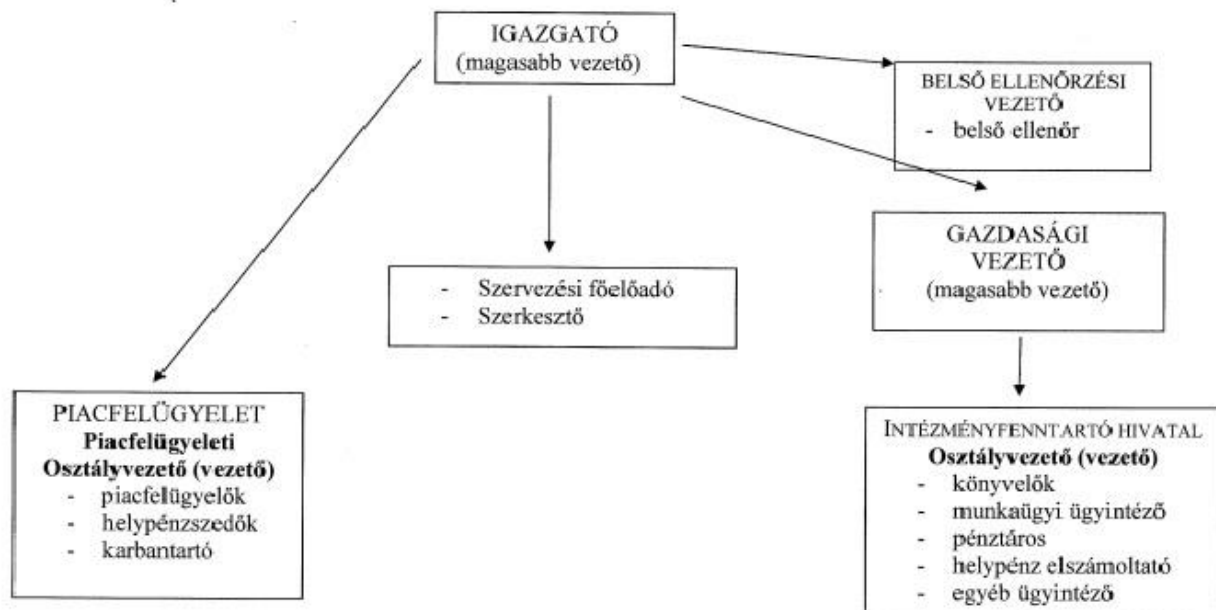 IGAZGATÓ
(magasabb vezető)
BELSŐ ELLENŐRZÉSI
VEZETŐ
- belső ellenőr
GAZDASÁGI
VEZETŐ
(magasabb vezető)
- Szervezési főelőadó
- Szerkesztő
PIACFELÜGYELET
Piacfelügyeleti
Osztályvezető (vezető)
- piacfelügyelők
- helypénzszedők
- karbantartó
INTÉZMÉNYFENNTARTÓ HIVATAL
Osztályvezető (vezető)
- könyvelők
- munkaügyi ügyintéző
- pénztáros
- helypénz elszámoltató
- egyéb ügyintéző